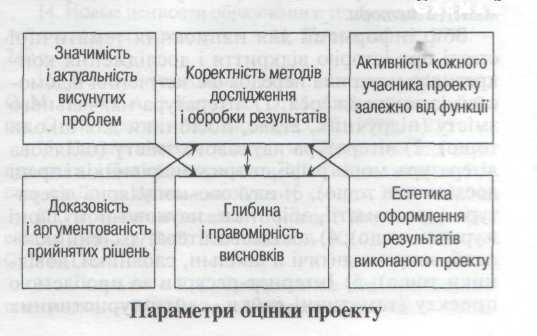 Значимість
і актуальність
висунутих
проблем
Коректність методів
дослідження
і обробки результатів
Активність кожного
учасника проекту
залежно від функції
Доказовість
і аргументованість
прийнятих рішень
Глибина
і правомірність
висновків
Естетика
оформлення
результатів
виконаного проекту
Параметри оцінки проекту